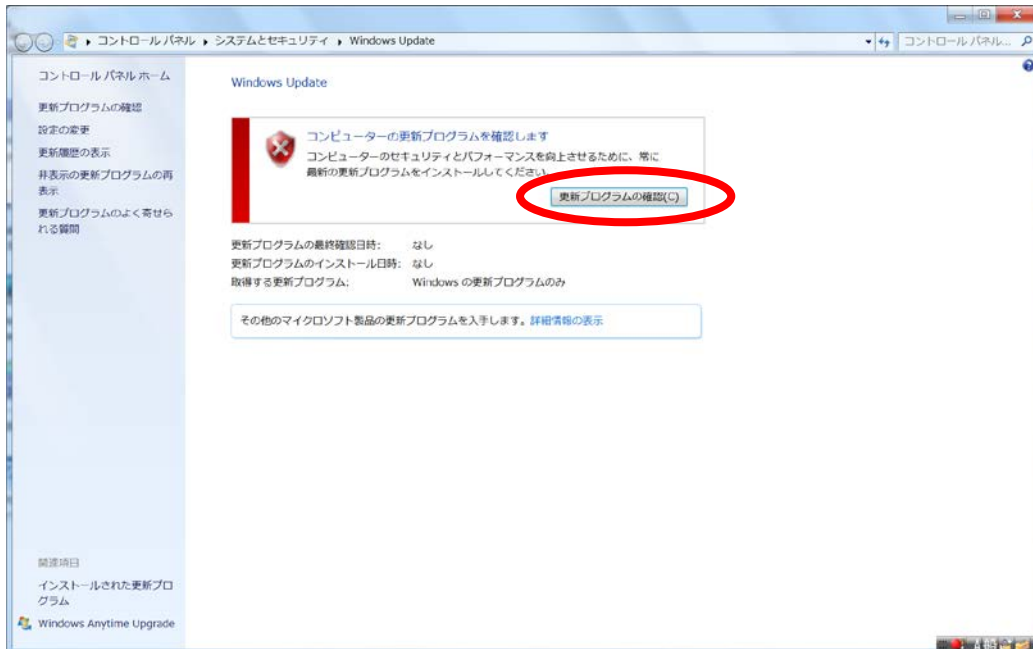 コントロール パネル ▸ システムとセキュリティ ▸ Windows Update
コントロール パネル...
コントロール パネル ホーム
更新プログラムの確認
設定の変更
更新履歴の表示
非表示の更新プログラムの再
表示
更新プログラムのよく寄せら
れる質問
Windows Update
コンピューターの更新プログラムを確認します
コンピューターのセキュリティとパフォーマンスを向上させるために、常に
最新の更新プログラムをインストールしてください。
更新プログラムの確認(C)
更新プログラムの最終確認日時: なし
更新プログラムのインストール日時: なし
取得する更新プログラム: Windows の更新プログラムのみ
その他のマイクロソフト製品の更新プログラムを入手します。詳細情報の表示
関連項目
インストールされた更新プロ
グラム
Windows Anytime Upgrade